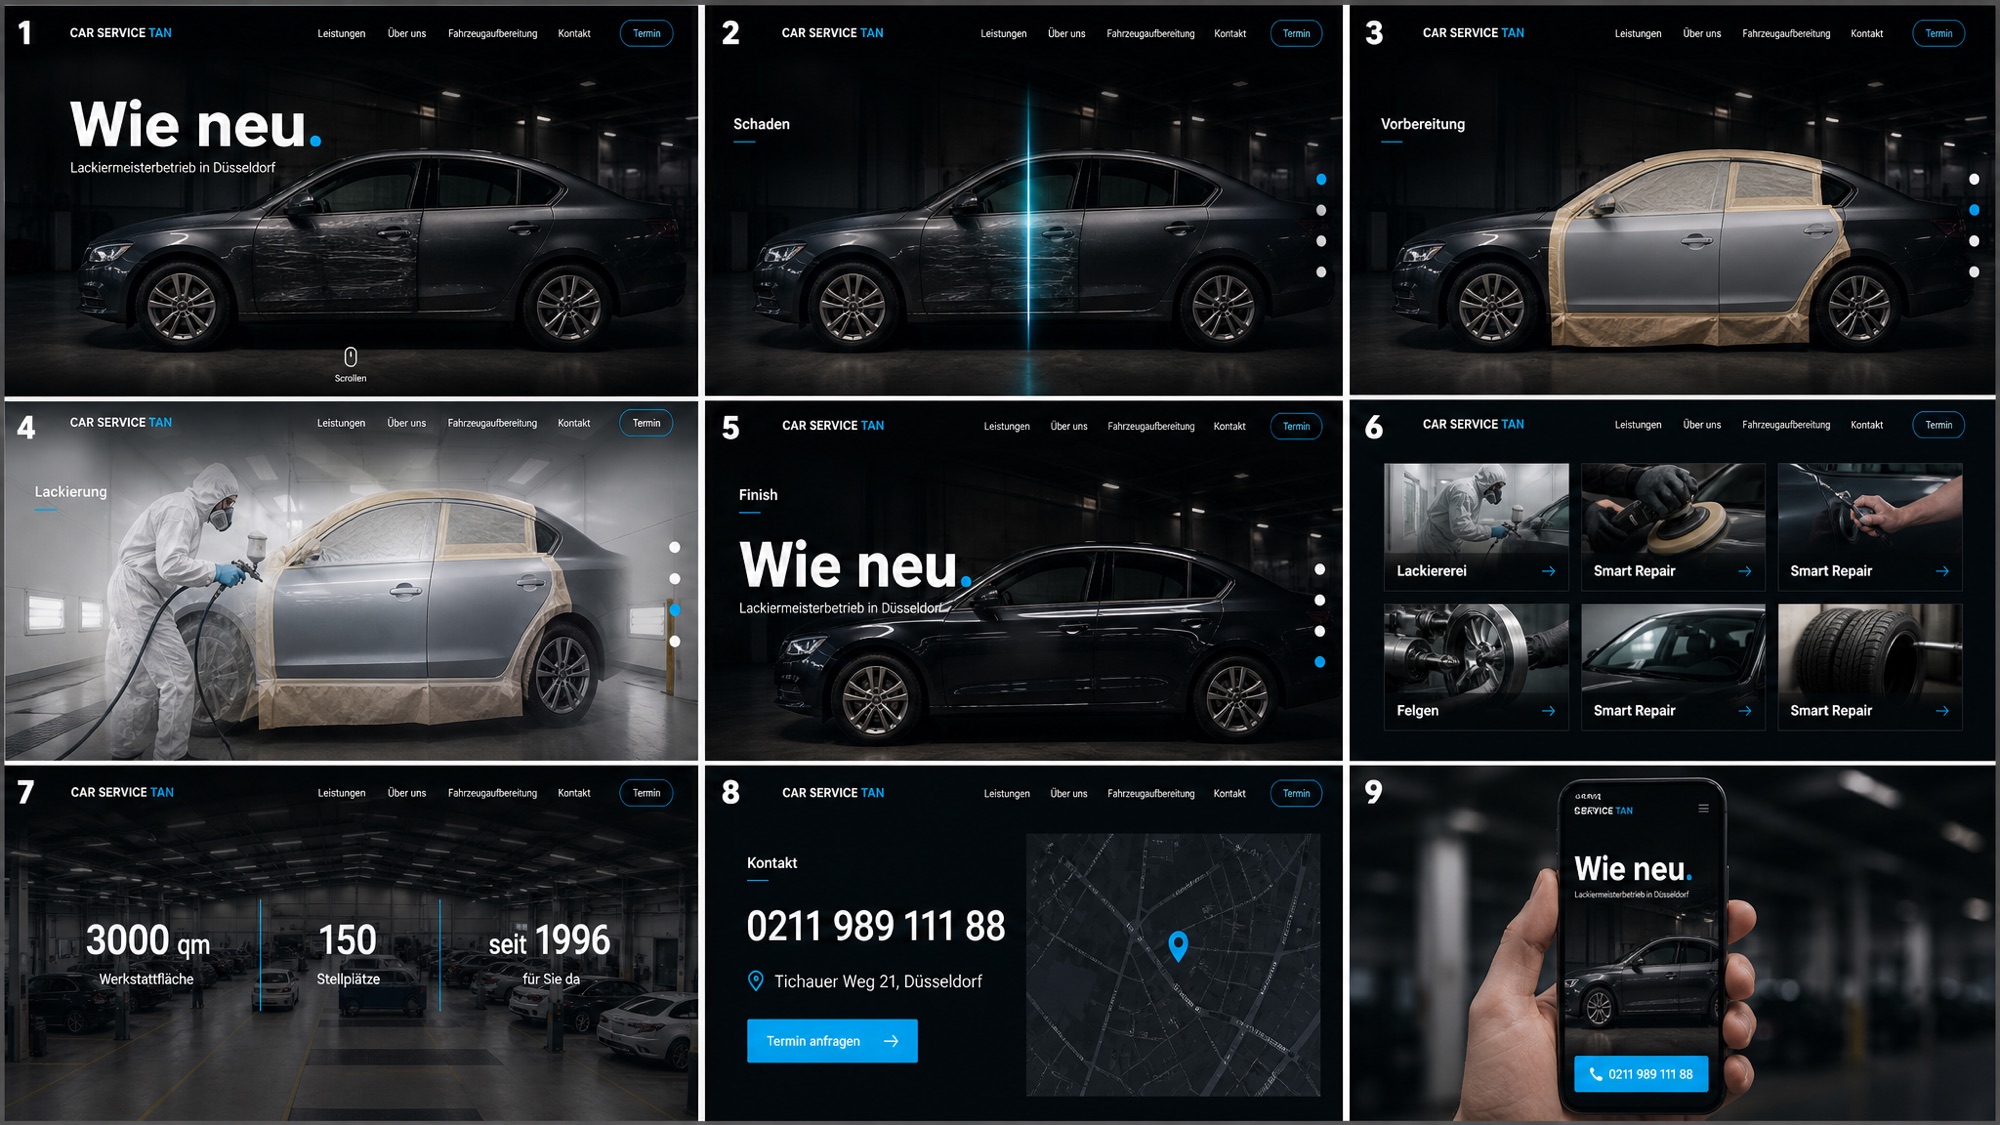 1
CAR SERVICE TAN
Leistungen
Über uns
Fahrzeugaufbereitung
Kontakt
Termin
Wie neu.
Lackiermeisterbetrieb in Düsseldorf
Scrollen
2
CAR SERVICE TAN
Leistungen
Über uns
Fahrzeugaufbereitung
Kontakt
Termin
Schaden
3
CAR SERVICE TAN
Leistungen
Über uns
Fahrzeugaufbereitung
Kontakt
Termin
Vorbereitung
4
CAR SERVICE TAN
Leistungen
Über uns
Fahrzeugaufbereitung
Kontakt
Termin
Lackierung
5
CAR SERVICE TAN
Leistungen
Über uns
Fahrzeugaufbereitung
Kontakt
Termin
Finish
Wie neu.
Lackiermeisterbetrieb in Düsseldorf
6
CAR SERVICE TAN
Leistungen
Über uns
Fahrzeugaufbereitung
Kontakt
Termin
Lackiererei
Smart Repair
Smart Repair
Felgen
Smart Repair
Smart Repair
7
CAR SERVICE TAN
Leistungen
Über uns
Fahrzeugaufbereitung
Kontakt
Termin
3000 qm
Werkstattfläche
150
Stellplätze
seit 1996
für Sie da
8
CAR SERVICE TAN
Leistungen
Über uns
Fahrzeugaufbereitung
Kontakt
Termin
Kontakt
0211 989 111 88
Tichauer Weg 21, Düsseldorf
Termin anfragen
9
TAN
Wie neu.
Lackiermeisterbetrieb in Düsseldorf
0211 989 111 88